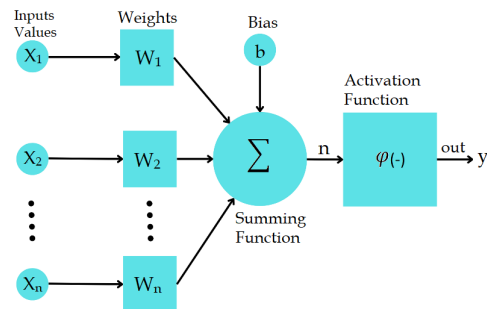 Inputs
Values
Weights
Bias
X1
W1
b
Activation
Function
X2
W2
Σ
n
φ(-)
out
y
Summing
Function
Xn
Wn